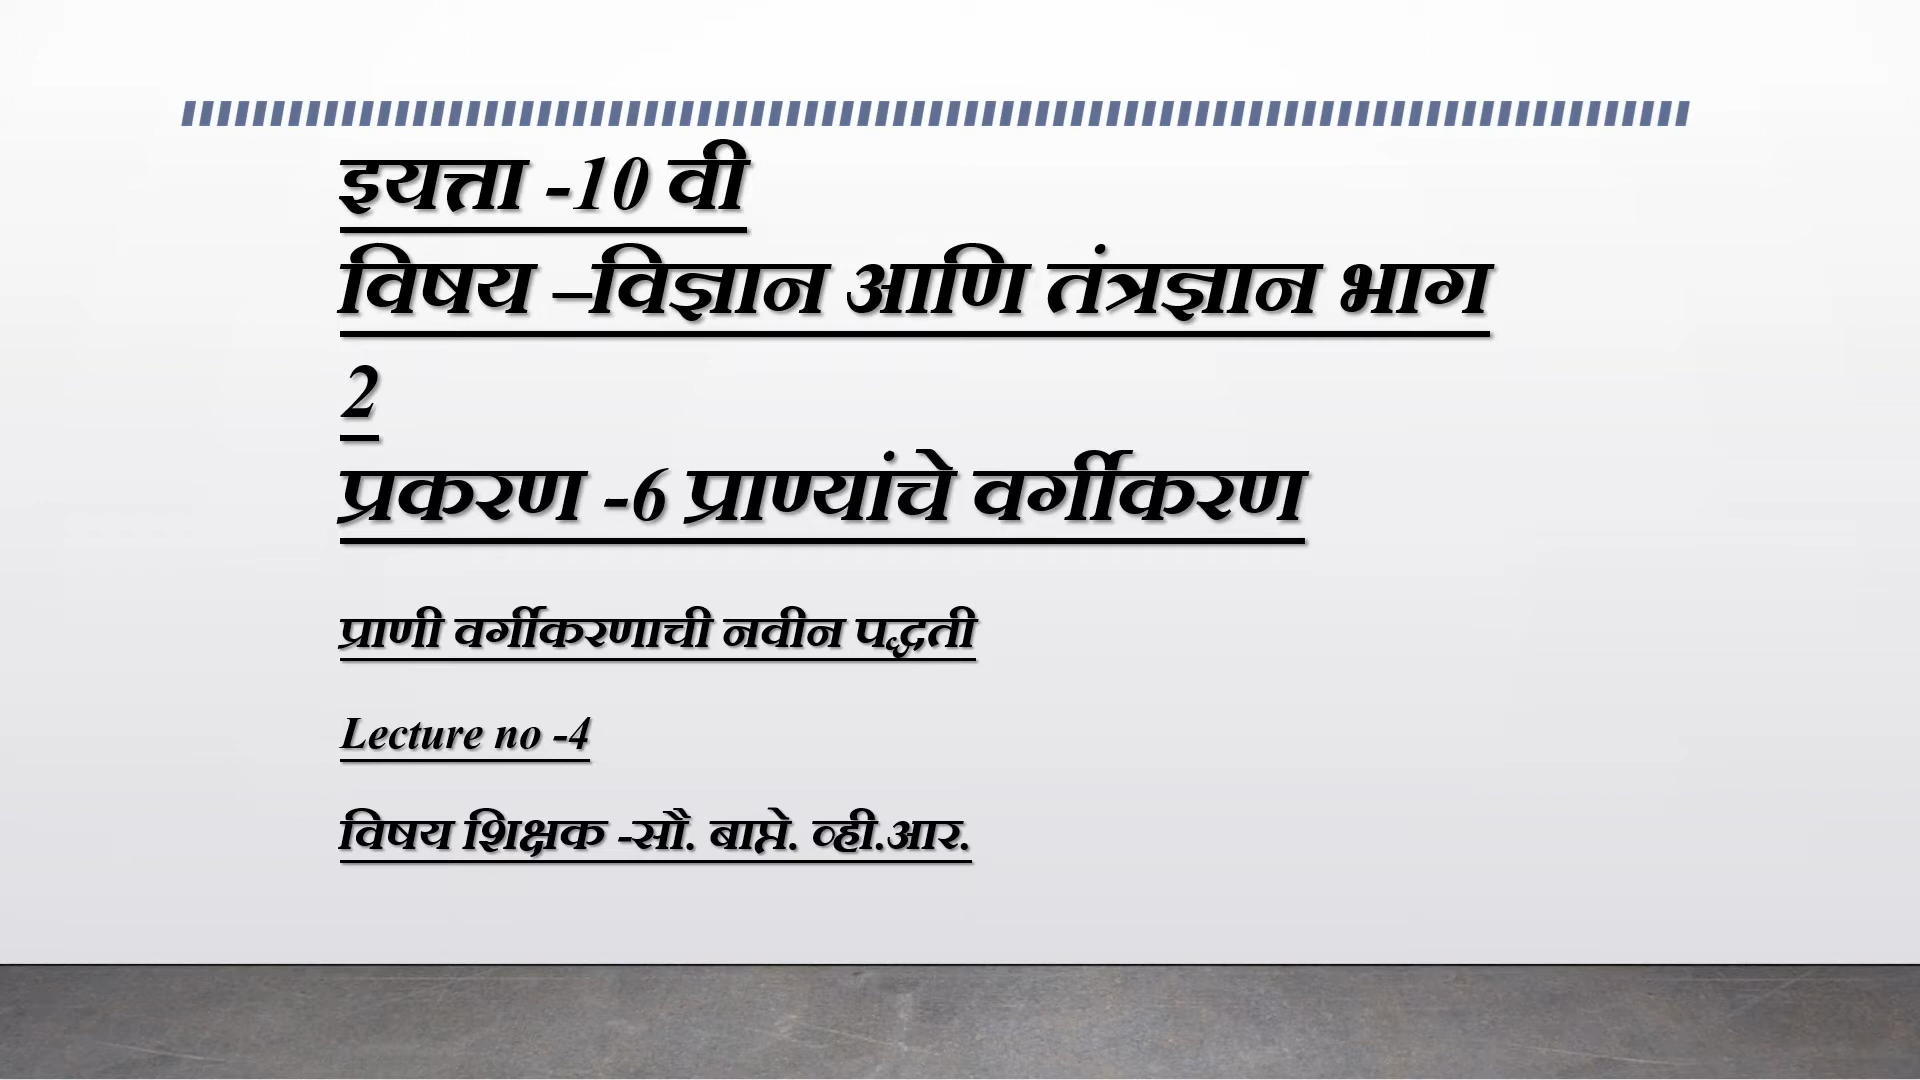 इयत्ता -10 वी
विषय –विज्ञान आणि तंत्रज्ञान भाग
2
प्रकरण -6 प्राण्यांचे वर्गीकरण
प्राणी वर्गीकरणाची नवीन पद्धती
Lecture no -4
विषय शिक्षक -सौ. बाप्ते. व्ही.आर.